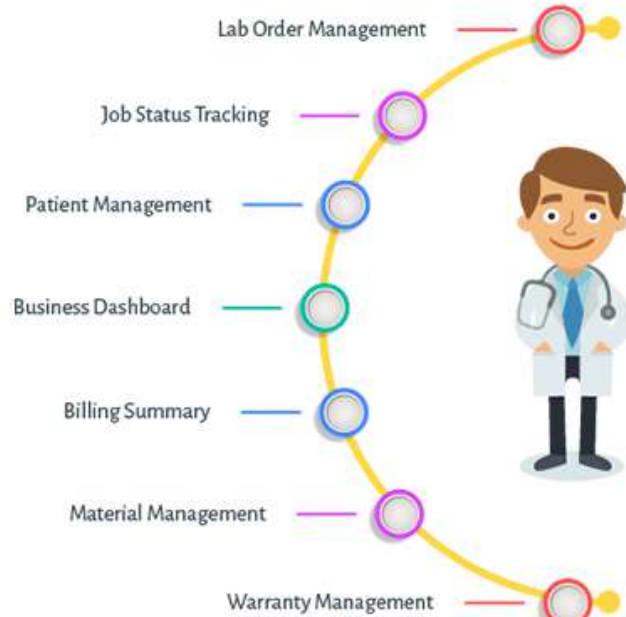 Lab Order Management
Job Status Tracking
Patient Management
Business Dashboard
Billing Summary
Material Management
Warranty Management